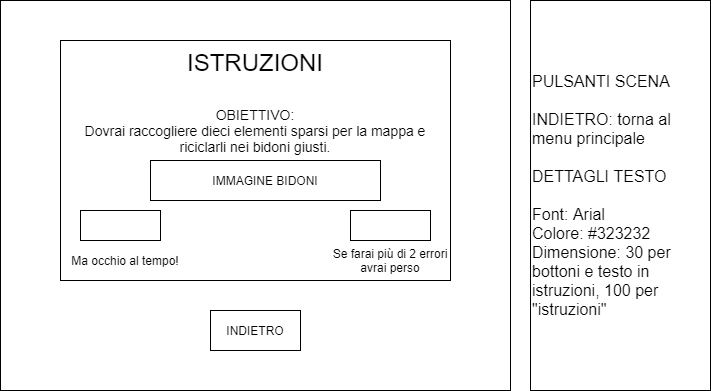 ISTRUZIONI
OBIETTIVO:
Dovrai raccogliere dieci elementi sparsi per la mappa e
riciclarli nei bidoni giusti.
IMMAGINE BIDONI
Ma occhio al tempo!
Se farai più di 2 errori
avrai perso
INDIETRO
PULSANTI SCENA
INDIETRO: torna al
menu principale
DETTAGLI TESTO
Font: Arial
Colore: #323232
Dimensione: 30 per
bottoni e testo in
istruzioni, 100 per
"istruzioni"